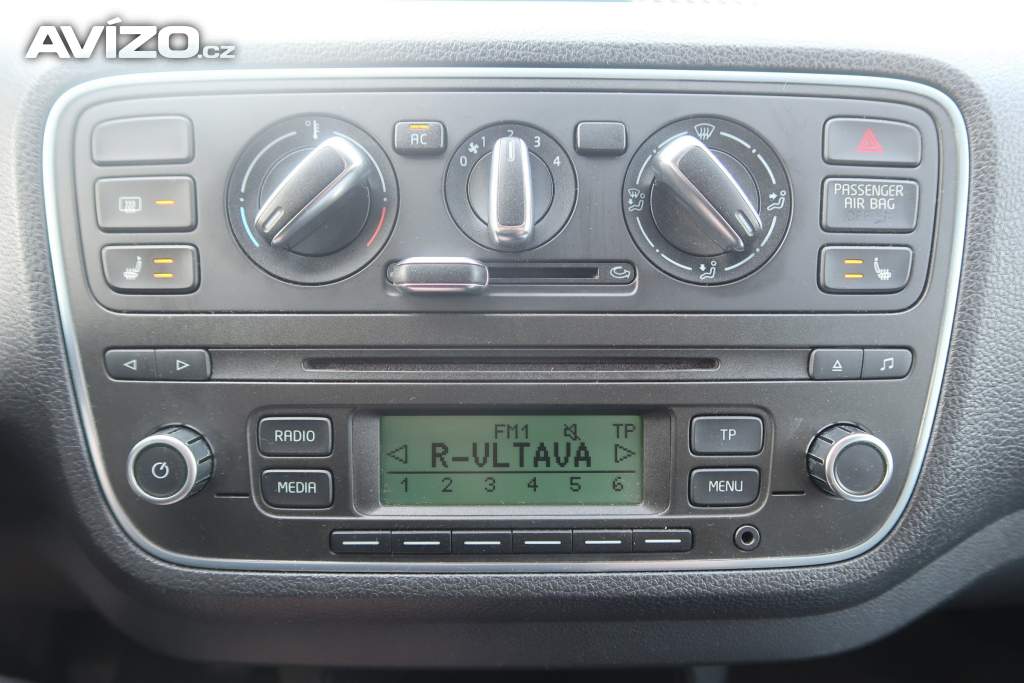 AVÍZO.cz
AC
0 1 2 3 4
PASSENGER
AIR BAG
OFF
RADIO
MEDIA
FM1 TP
R-VLTAVA
1 2 3 4 5 6
TP
MENU